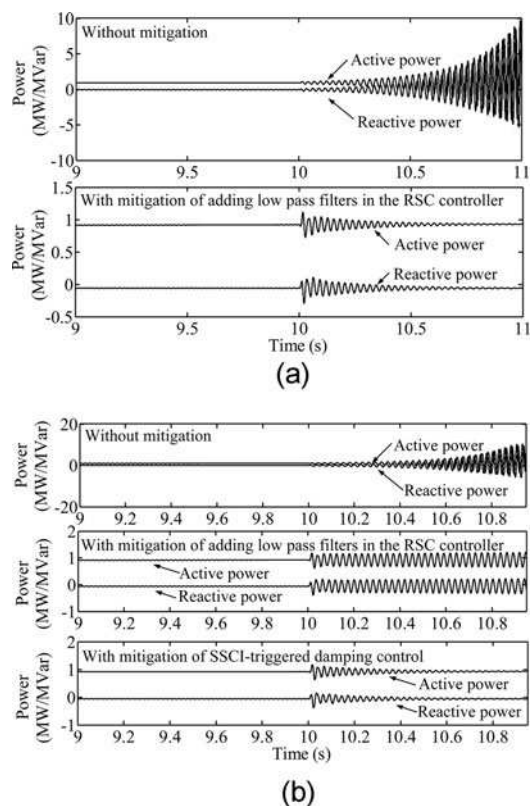 10
Without mitigation
5
Active power
0
Reactive power
-5
-10
Power
(MW/MVar)
9 9.5 10 10.5 11
1.5
With mitigation of adding low pass filters in the RSC controller
1
Active power
0.5
Reactive power
0
-0.5
Power
(MW/MVar)
9 9.5 10 10.5 11
Time (s)
(a)
20
Without mitigation
Active power
0
Reactive power
-20
Power
(MW/MVar)
9 9.2 9.4 9.6 9.8 10 10.2 10.4 10.6 10.8
2
With mitigation of adding low pass filters in the RSC controller
1
Active power
0
Reactive power
-1
Power
(MW/MVar)
9 9.2 9.4 9.6 9.8 10 10.2 10.4 10.6 10.8
2
With mitigation of SSCI-triggered damping control
1
Active power
0
Reactive power
-1
Power
(MW/MVar)
9 9.2 9.4 9.6 9.8 10 10.2 10.4 10.6 10.8
Time (s)
(b)